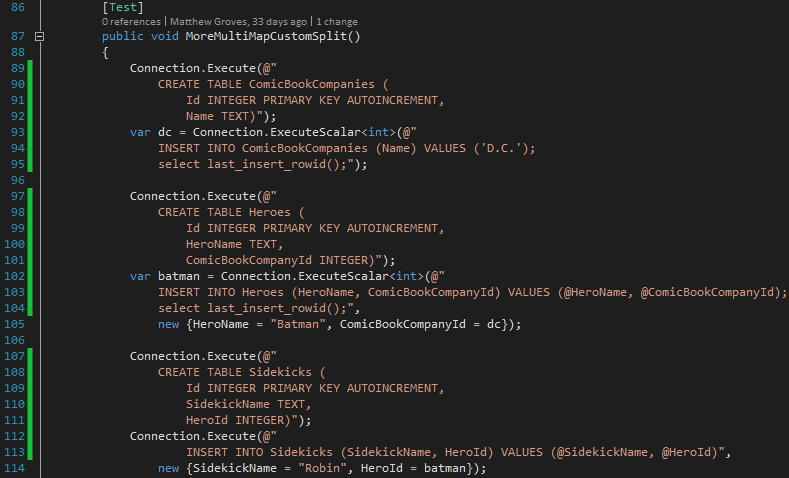 86 [Test]
0 references | Matthew Groves, 33 days ago | 1 change
87 public void MoreMultiMapCustomSplit()
88 {
89 Connection.Execute(@"
90 CREATE TABLE ComicBookCompanies (
91 Id INTEGER PRIMARY KEY AUTOINCREMENT,
92 Name TEXT)");
93 var dc = Connection.ExecuteScalar<int>(@"
94 INSERT INTO ComicBookCompanies (Name) VALUES ('D.C.');
95 select last_insert_rowid();");
96
97 Connection.Execute(@"
98 CREATE TABLE Heroes (
99 Id INTEGER PRIMARY KEY AUTOINCREMENT,
100 HeroName TEXT,
101 ComicBookCompanyId INTEGER)");
102 var batman = Connection.ExecuteScalar<int>(@"
103 INSERT INTO Heroes (HeroName, ComicBookCompanyId) VALUES (@HeroName, @ComicBookCompanyId);
104 select last_insert_rowid();",
105 new {HeroName = "Batman", ComicBookCompanyId = dc});
106
107 Connection.Execute(@"
108 CREATE TABLE Sidekicks (
109 Id INTEGER PRIMARY KEY AUTOINCREMENT,
110 SidekickName TEXT,
111 HeroId INTEGER)");
112 Connection.Execute(@"
113 INSERT INTO Sidekicks (SidekickName, HeroId) VALUES (@SidekickName, @HeroId)",
114 new {SidekickName = "Robin", HeroId = batman});